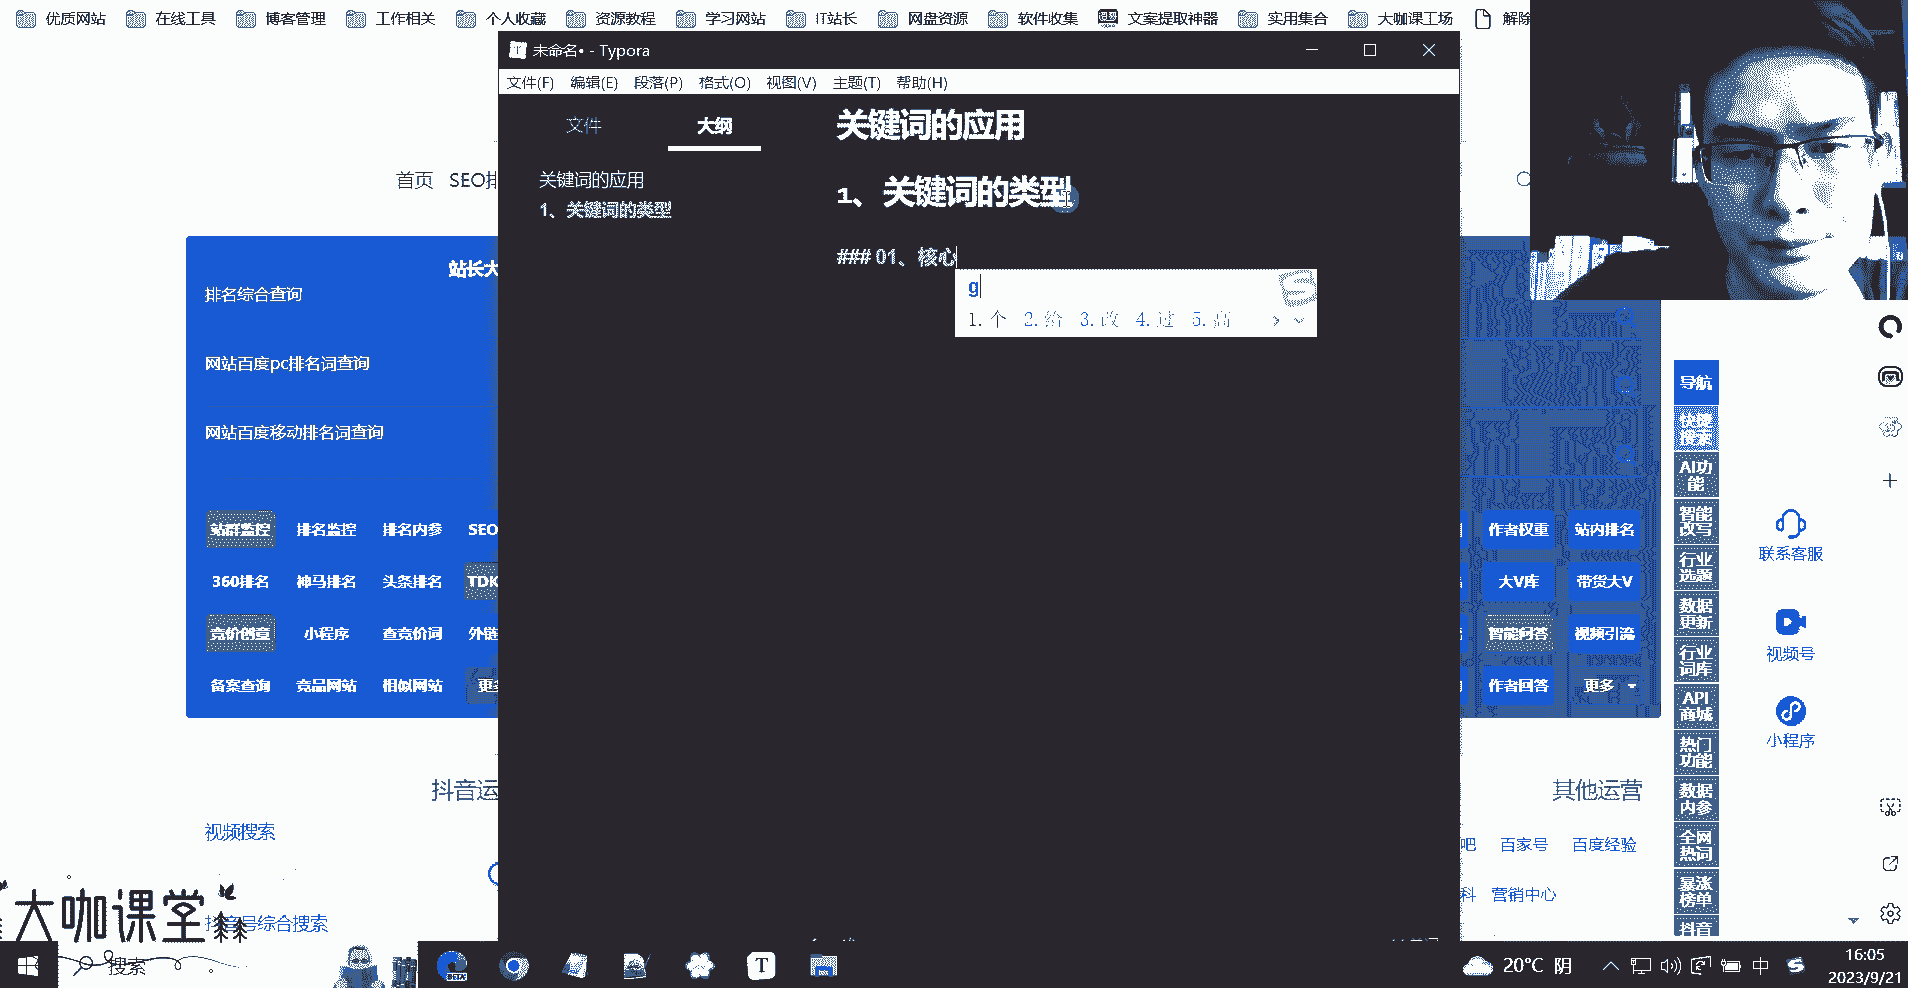 优质网站 在线工具 博客管理 工作相关 个人收藏 资源教程 学习网站 IT站长 网盘资源 软件收集 文案提取神器 实用集合 大咖课工场 解除
未命名• - Typora
文件(F) 编辑(E) 段落(P) 格式(O) 视图(V) 主题(T) 帮助(H)
文件 大纲
关键词的应用
1、关键词的类型
关键词的应用
1、关键词的类型
### 01、核心
g
1.个 2.给 3.改 4.过 5.高
首页 SEO排
站长大
排名综合查询
网站百度pc排名词查询
网站百度移动排名词查询
站群监控 排名监控 排名内参 SEO
360排名 神马排名 头条排名 TDK
竞价创意 小程序 查竞价词 外链
备案查询 竞品网站 相似网站 更多
作者权重 站内排名
大V库 带货大V
智能问答 视频引流
作者回答 更多
导航
快捷搜索
AI功能
智能改写
行业选题
数据更新
行业词库
API商城
热门功能
数据内参
全网热词
暴涨榜单
抖音
联系客服
视频号
小程序
抖音运
视频搜索
抖音号综合搜索
其他运营
吧 百家号 百度经验
科 营销中心
大咖课堂
搜索
BETA
T
20°C 阴
中
16:05
2023/9/21